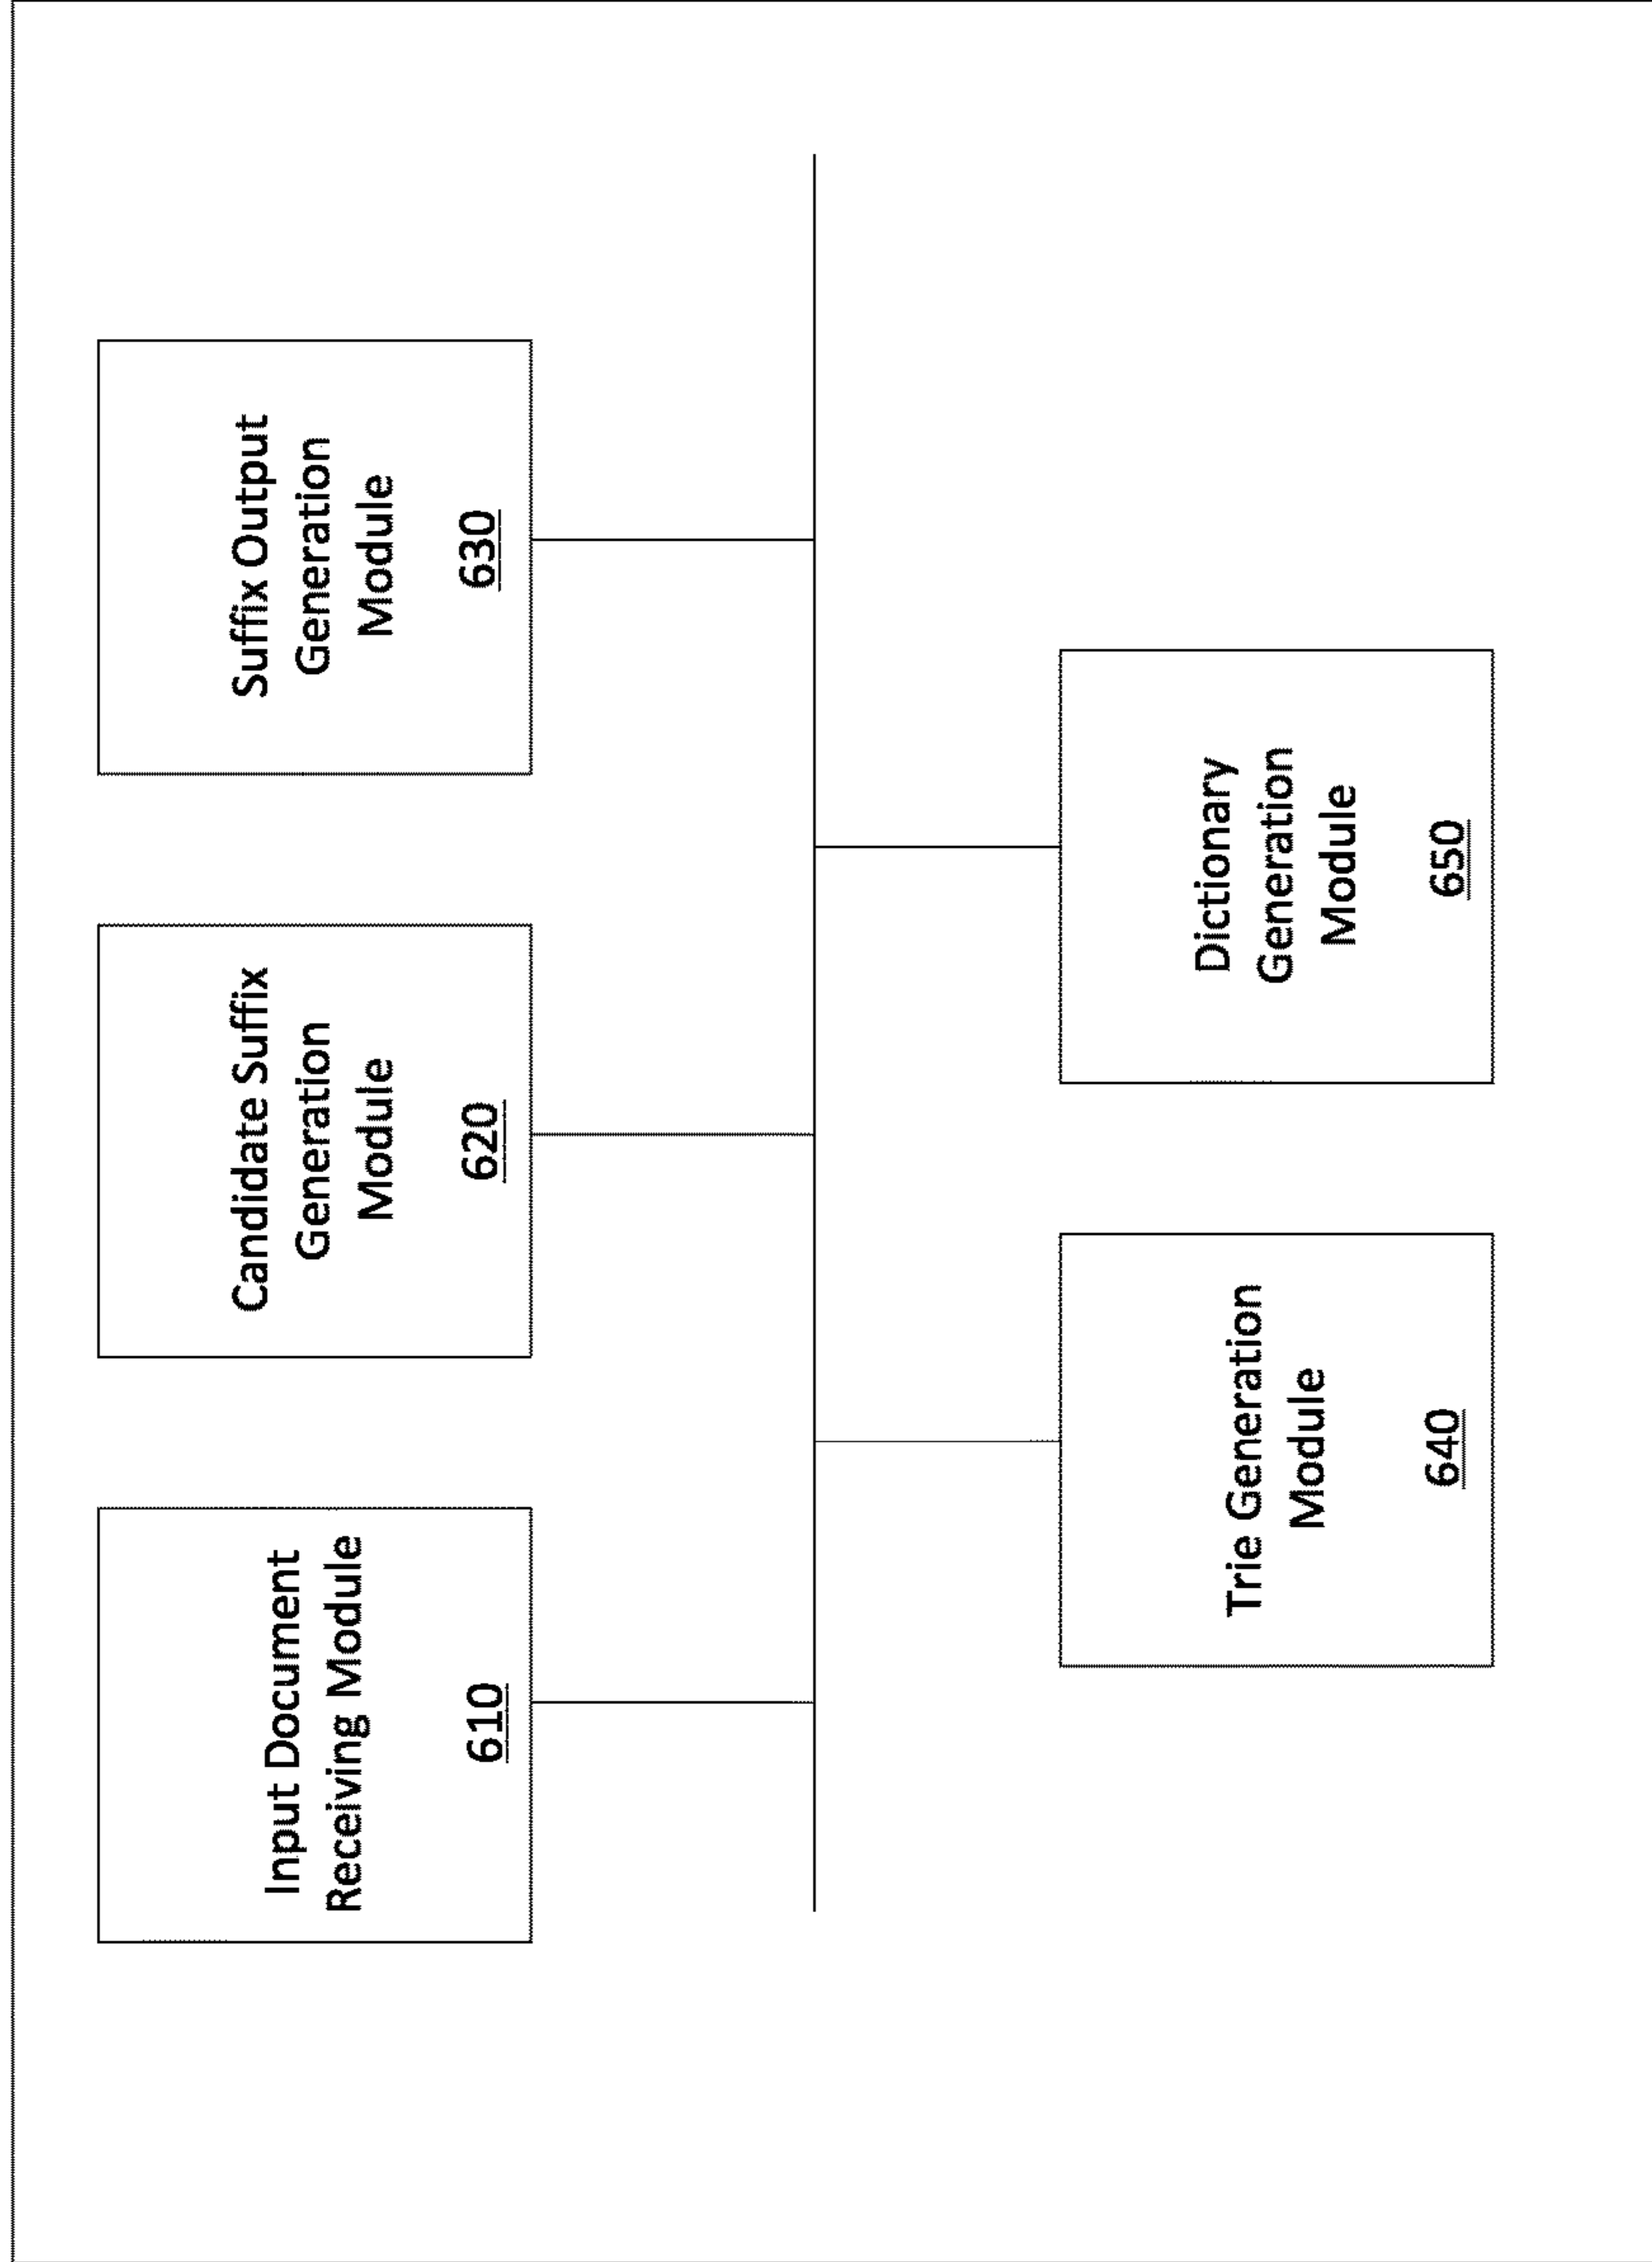 Input Document
Receiving Module
610
Candidate Suffix
Generation
Module
620
Suffix Output
Generation
Module
630
Trie Generation
Module
640
Dictionary
Generation
Module
650